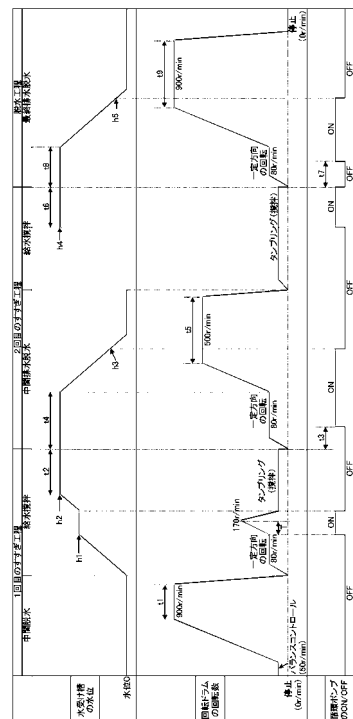 1回目のすすぎ工程
2回目のすすぎ工程
脱水工程
中間脱水
給水撹拌
中間排水脱水
給水撹拌
最終排水脱水
水受け槽
の水位
水位0
h1
h2
t2
t4
h3
h4
t6
t8
h5
回転ドラム
の回転数
停止
(0r/min)
バランスコントロール
(60r/min)
t1
900r/min
一定方向
の回転
80r/min
170r/min
タンブリング
(撹拌)
一定方向
の回転
80r/min
t5
500r/min
タンブリング(撹拌)
一定方向
の回転
80r/min
t9
900r/min
停止
(0r/min)
循環ポンプ
のON/OFF
OFF
ON
OFF
t3
ON
OFF
ON
OFF
t7
ON
OFF